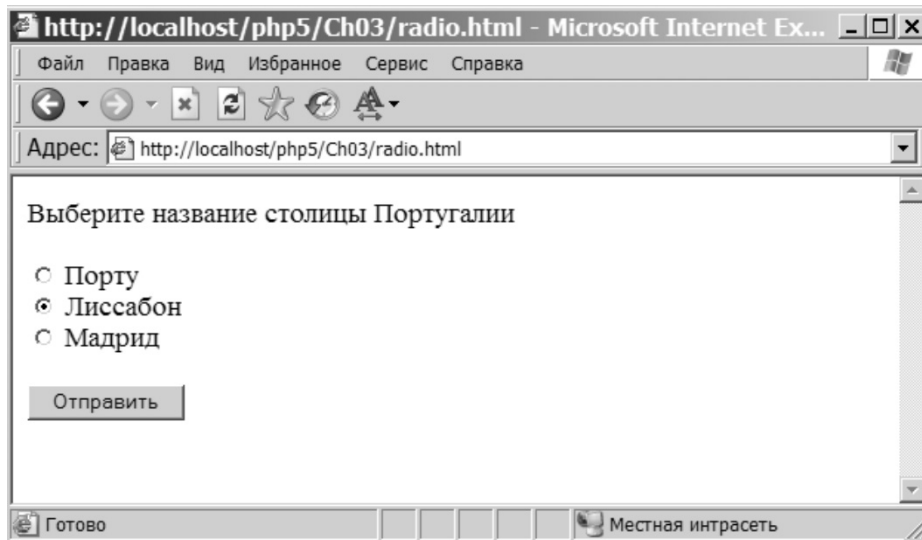 http://localhost/php5/Ch03/radio.html - Microsoft Internet Ex...
Файл Правка Вид Избранное Сервис Справка
Адрес: http://localhost/php5/Ch03/radio.html
Выберите название столицы Португалии
Порту
Лиссабон
Мадрид
Отправить
Готово Местная интрасеть